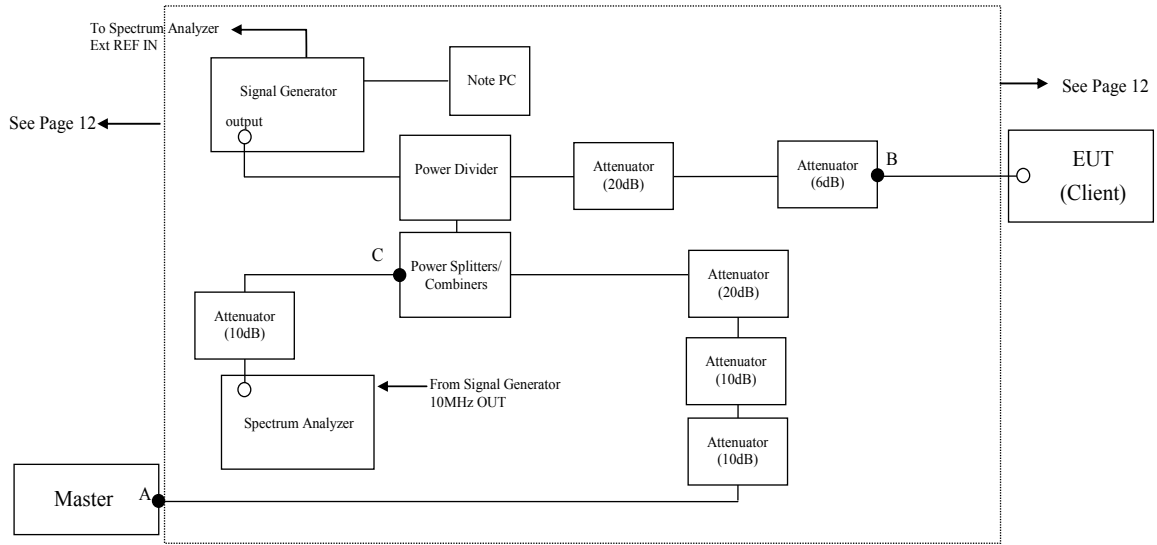 To Spectrum Analyzer
Ext REF IN
Signal Generator
output
Note PC
See Page 12
See Page 12
Power Divider
Attenuator
(20dB)
Attenuator
(6dB)
B
EUT
(Client)
C
Power Splitters/
Combiners
Attenuator
(20dB)
Attenuator
(10dB)
Attenuator
(10dB)
From Signal Generator
10MHz OUT
Spectrum Analyzer
Attenuator
(10dB)
Master
A